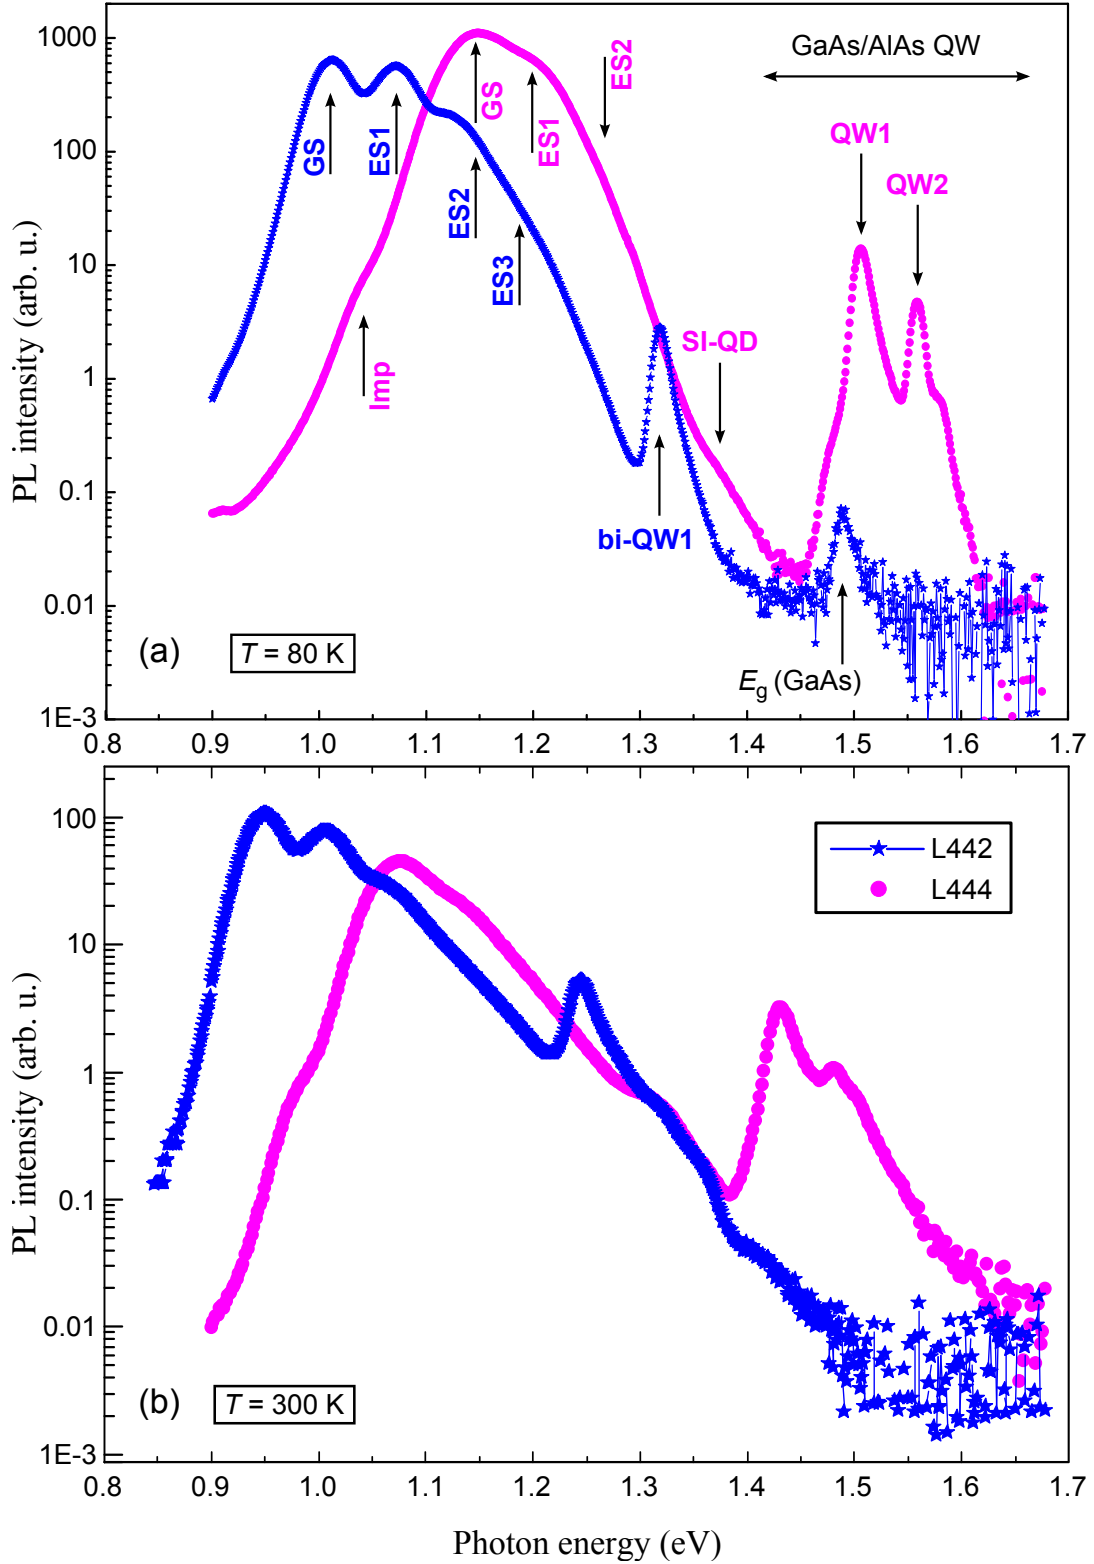 PL intensity (arb. u.)
1000
100
10
1
0.1
0.01
1E-3
GaAs/AlAs QW
GS
ES1
ES2
ES3
GS
ES1
ES2
Imp
SI-QD
bi-QW1
QW1
QW2
E_g (GaAs)
(a)
T = 80 K
0.8 0.9 1.0 1.1 1.2 1.3 1.4 1.5 1.6 1.7
PL intensity (arb. u.)
100
10
1
0.1
0.01
1E-3
L442
L444
(b)
T = 300 K
0.8 0.9 1.0 1.1 1.2 1.3 1.4 1.5 1.6 1.7
Photon energy (eV)